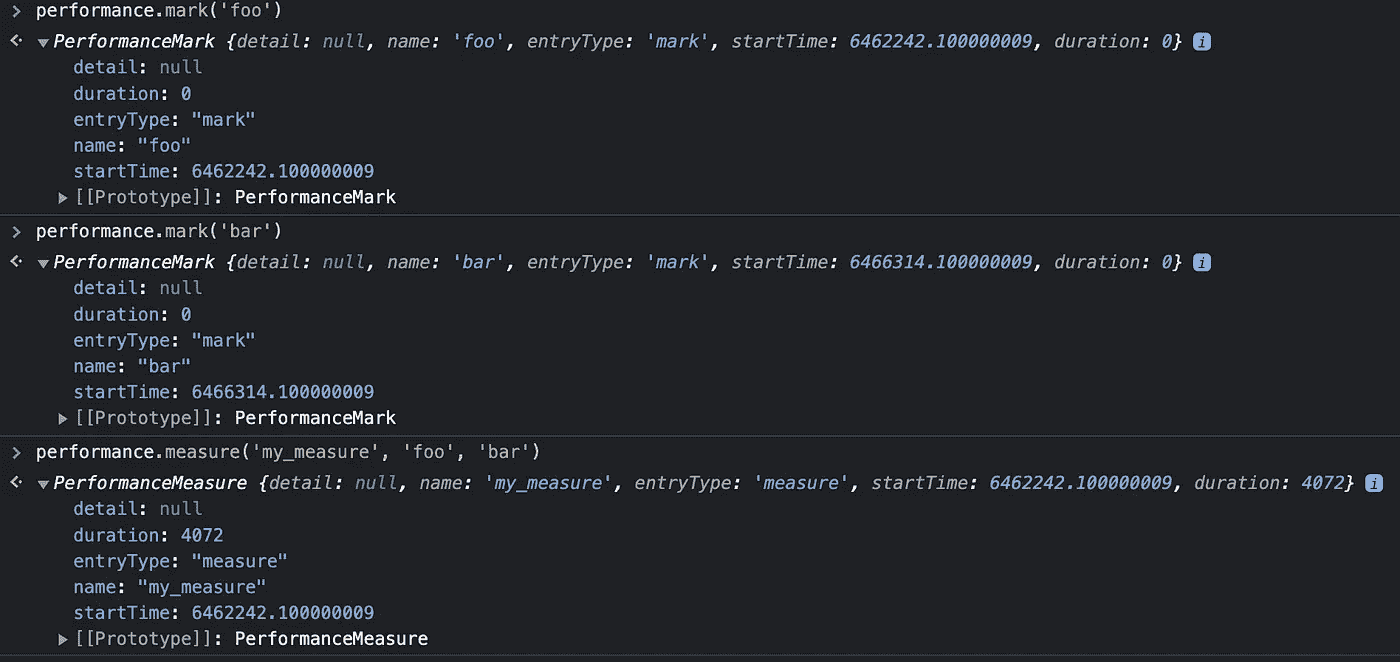 > performance.mark('foo')
<· ▼PerformanceMark {detail: null, name: 'foo', entryType: 'mark', startTime: 6462242.100000009, duration: 0} i
detail: null
duration: 0
entryType: "mark"
name: "foo"
startTime: 6462242.100000009
▶[[Prototype]]: PerformanceMark
> performance.mark('bar')
<· ▼PerformanceMark {detail: null, name: 'bar', entryType: 'mark', startTime: 6466314.100000009, duration: 0} i
detail: null
duration: 0
entryType: "mark"
name: "bar"
startTime: 6466314.100000009
▶[[Prototype]]: PerformanceMark
> performance.measure('my_measure', 'foo', 'bar')
<· ▼PerformanceMeasure {detail: null, name: 'my_measure', entryType: 'measure', startTime: 6462242.100000009, duration: 4072} i
detail: null
duration: 4072
entryType: "measure"
name: "my_measure"
startTime: 6462242.100000009
▶[[Prototype]]: PerformanceMeasure